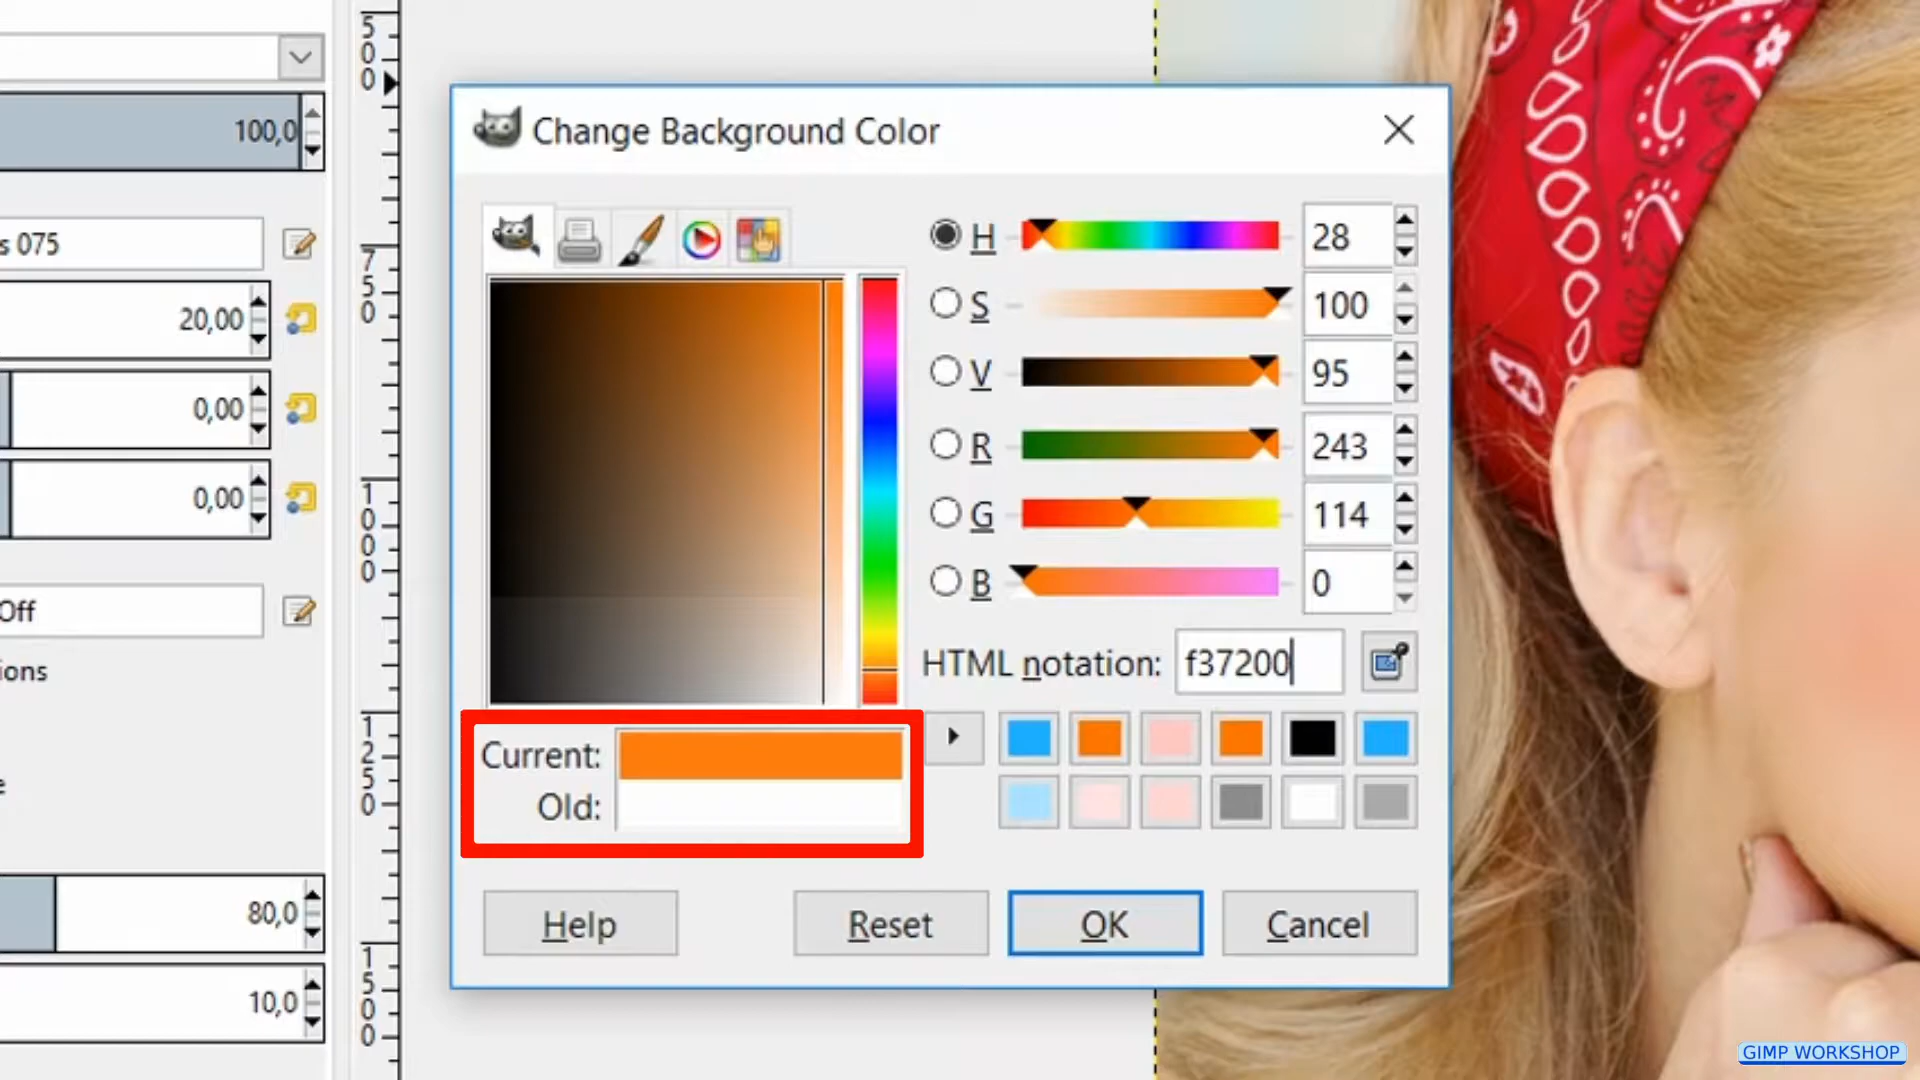 Change Background Color
100,0
s 075
20,00
0,00
0,00
Off
ions
e
80,0
10,0
500
750
1000
1250
1500
H 28
S 100
V 95
R 243
G 114
B 0
HTML notation: f37200
Current:
Old:
Help Reset OK Cancel
GIMP WORKSHOP